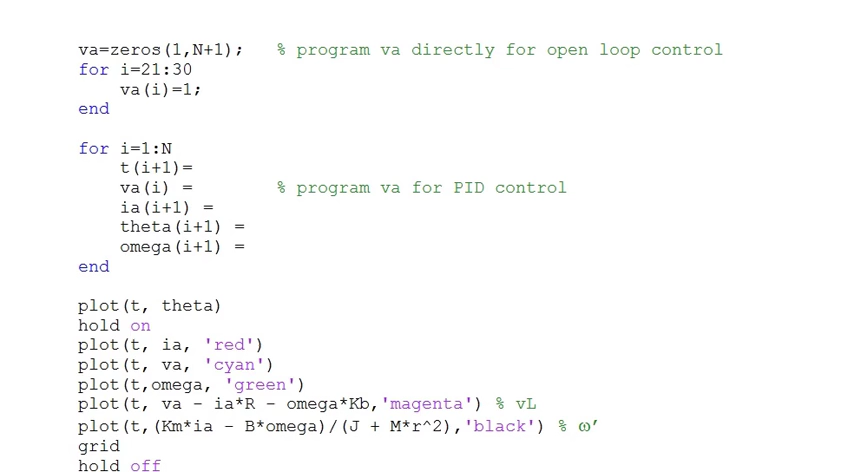 va=zeros(1,N+1);   % program va directly for open loop control
for i=21:30
    va(i)=1;
end

for i=1:N
    t(i+1)=
    va(i) =        % program va for PID control
    ia(i+1) =
    theta(i+1) =
    omega(i+1) =
end

plot(t, theta)
hold on
plot(t, ia, 'red')
plot(t, va, 'cyan')
plot(t,omega, 'green')
plot(t, va - ia*R - omega*Kb,'magenta') % vL
plot(t,(Km*ia - B*omega)/(J + M*r^2),'black') % ω’
grid
hold off